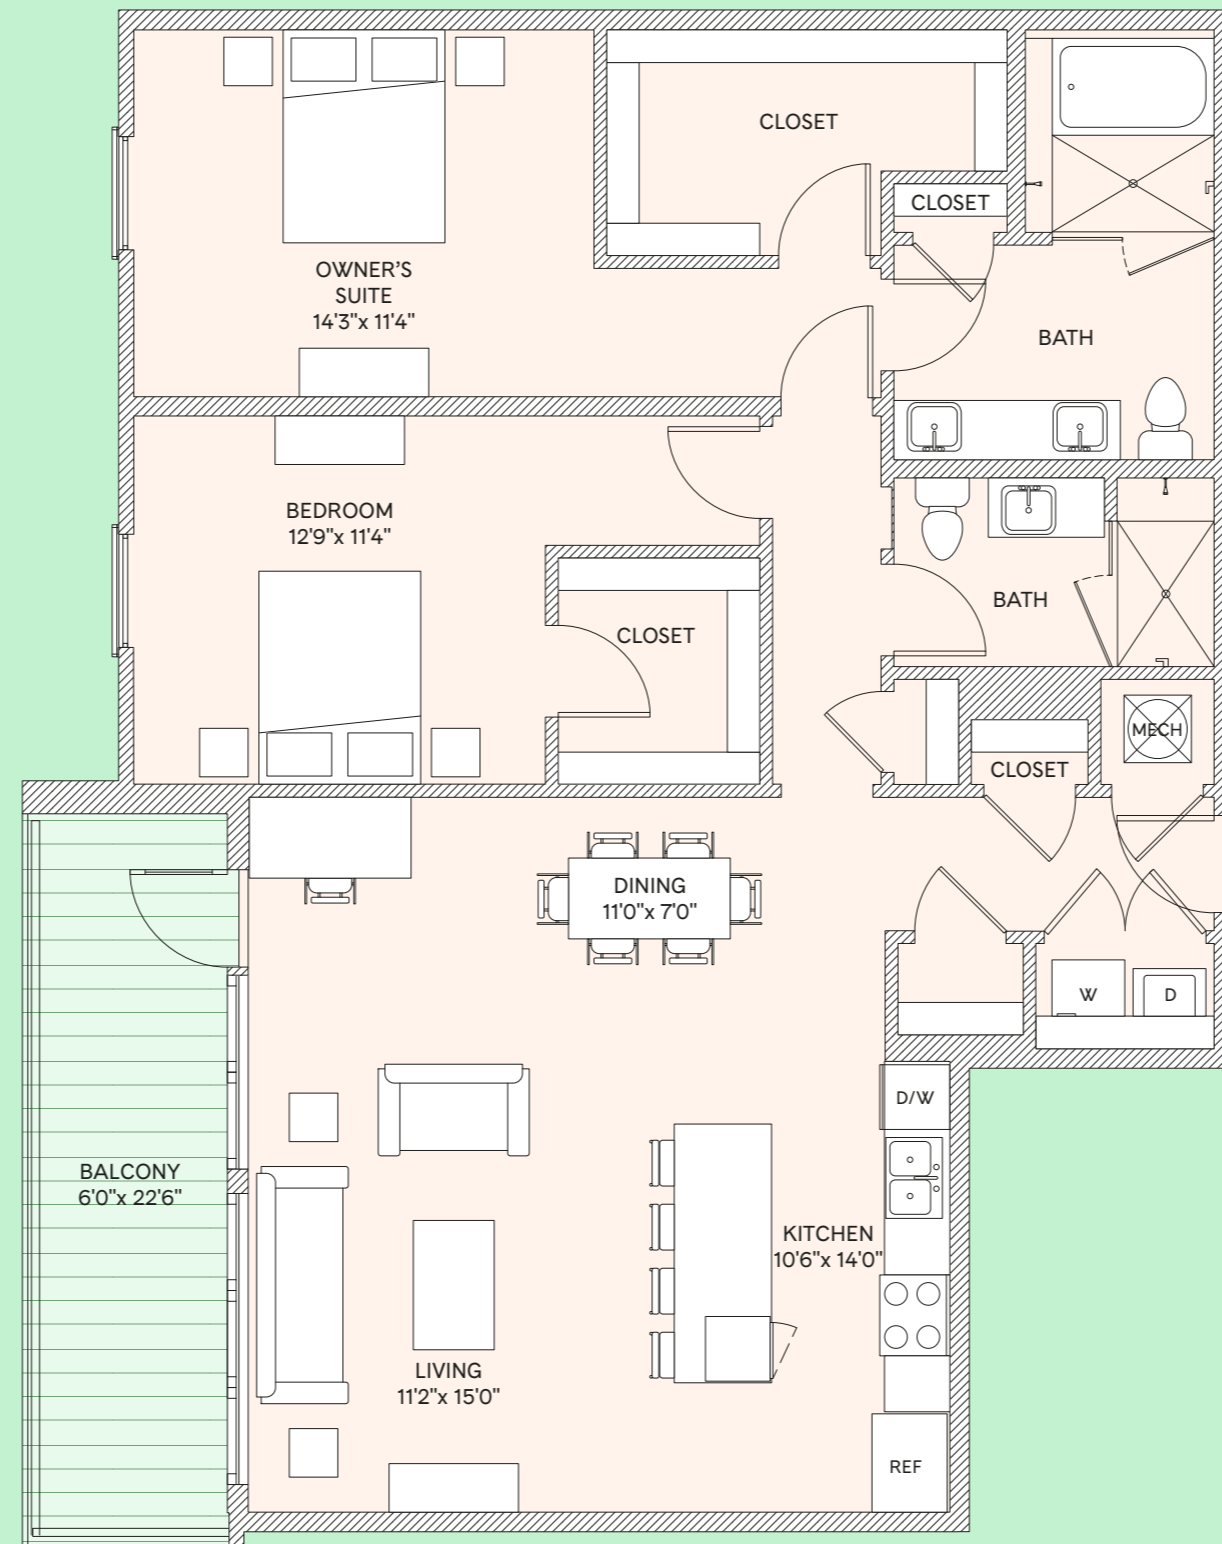 CLOSET
CLOSET
OWNER'S
SUITE
14'3"x 11'4"
BATH
BEDROOM
12'9"x 11'4"
BATH
CLOSET
MECH
CLOSET
DINING
11'0"x 7'0"
W
D
D/W
BALCONY
6'0"x 22'6"
KITCHEN
10'6"x 14'0"
LIVING
11'2"x 15'0"
REF